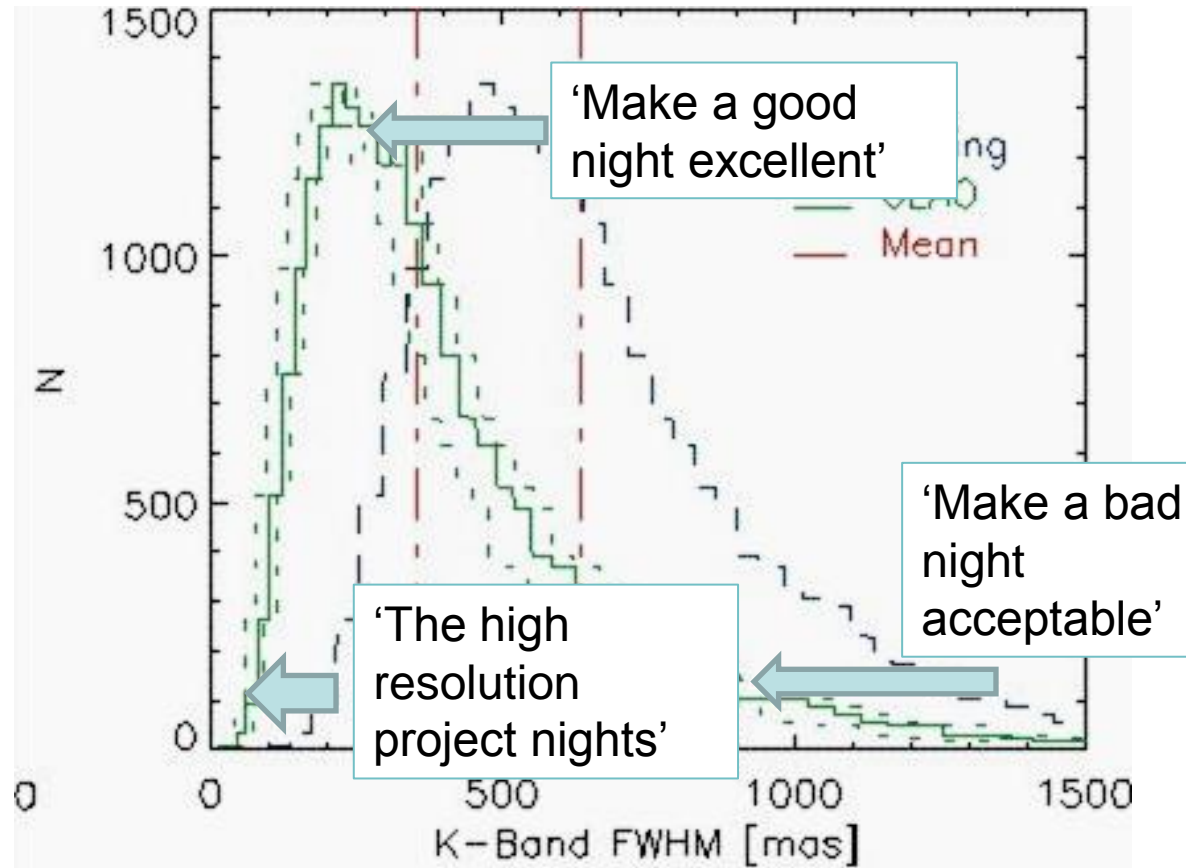 1500
1000
500
0
N
0
0
500
1000
1500
K-Band FWHM [mas]
‘Make a good
night excellent’
Mean
‘Make a bad
night
acceptable’
‘The high
resolution
project nights’